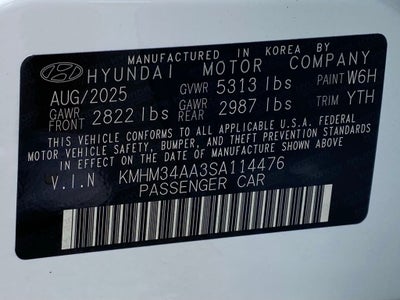 MANUFACTURED IN KOREA BY
HYUNDAI MOTOR COMPANY
AUG/2025 GVWR 5313 lbs PAINT W6H
GAWR FRONT 2822 lbs GAWR REAR 2987 lbs TRIM YTH
THIS VEHICLE CONFORMS TO ALL APPLICABLE U.S.A. FEDERAL
MOTOR VEHICLE SAFETY, BUMPER, AND THEFT PREVENTION STANDARDS
IN EFFECT ON THE DATE OF MANUFACTURE SHOWN ABOVE.
V.I.N KMHM34AA3SA114476
PASSENGER CAR